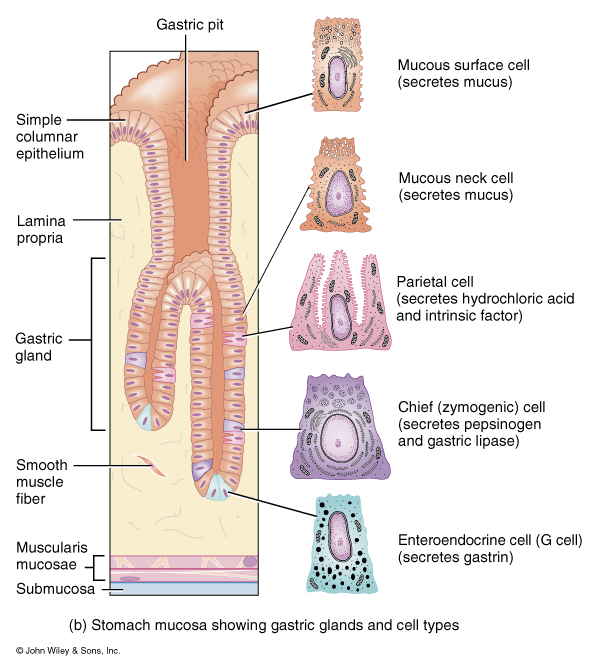 Gastric pit
Simple
columnar
epithelium
Lamina
propria
Gastric
gland
Smooth
muscle
fiber
Muscularis
mucosae
Submucosa
Mucous surface cell
(secretes mucus)
Mucous neck cell
(secretes mucus)
Parietal cell
(secretes hydrochloric acid
and intrinsic factor)
Chief (zymogenic) cell
(secretes pepsinogen
and gastric lipase)
Enteroendocrine cell (G cell)
(secretes gastrin)
(b) Stomach mucosa showing gastric glands and cell types
© John Wiley & Sons, Inc.